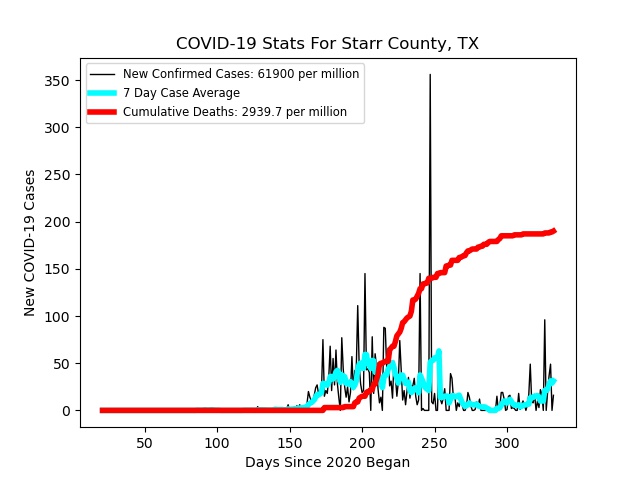 COVID-19 Stats For Starr County, TX
New Confirmed Cases: 61900 per million
7 Day Case Average
Cumulative Deaths: 2939.7 per million
New COVID-19 Cases
350
300
250
200
150
100
50
0
50 100 150 200 250 300
Days Since 2020 Began